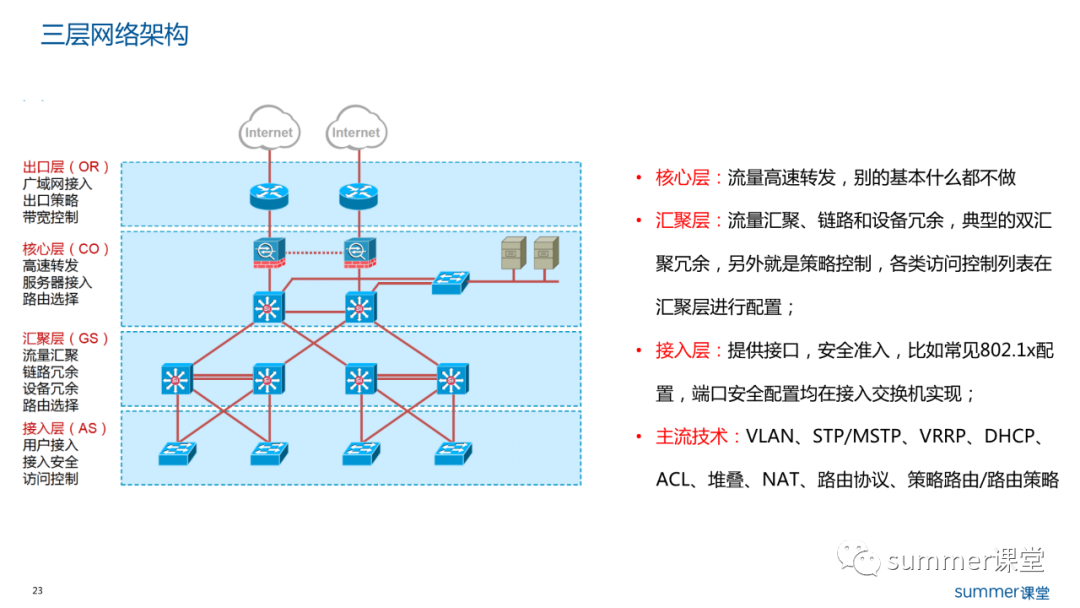 三层网络架构
Internet
Internet
出口层（OR）
广域网接入
出口策略
带宽控制
核心层（CO）
高速转发
服务器接入
路由选择
汇聚层（GS）
流量汇聚
链路冗余
设备冗余
路由选择
接入层（AS）
用户接入
接入安全
访问控制
• 核心层：流量高速转发，别的基本什么都不做
• 汇聚层：流量汇聚、链路和设备冗余，典型的双汇
聚冗余，另外就是策略控制，各类访问控制列表在
汇聚层进行配置；
• 接入层：提供接口，安全准入，比如常见802.1x配
置，端口安全配置均在接入交换机实现；
• 主流技术：VLAN、STP/MSTP、VRRP、DHCP、
ACL、堆叠、NAT、路由协议、策略路由/路由策略
summer课堂
summer课堂
23